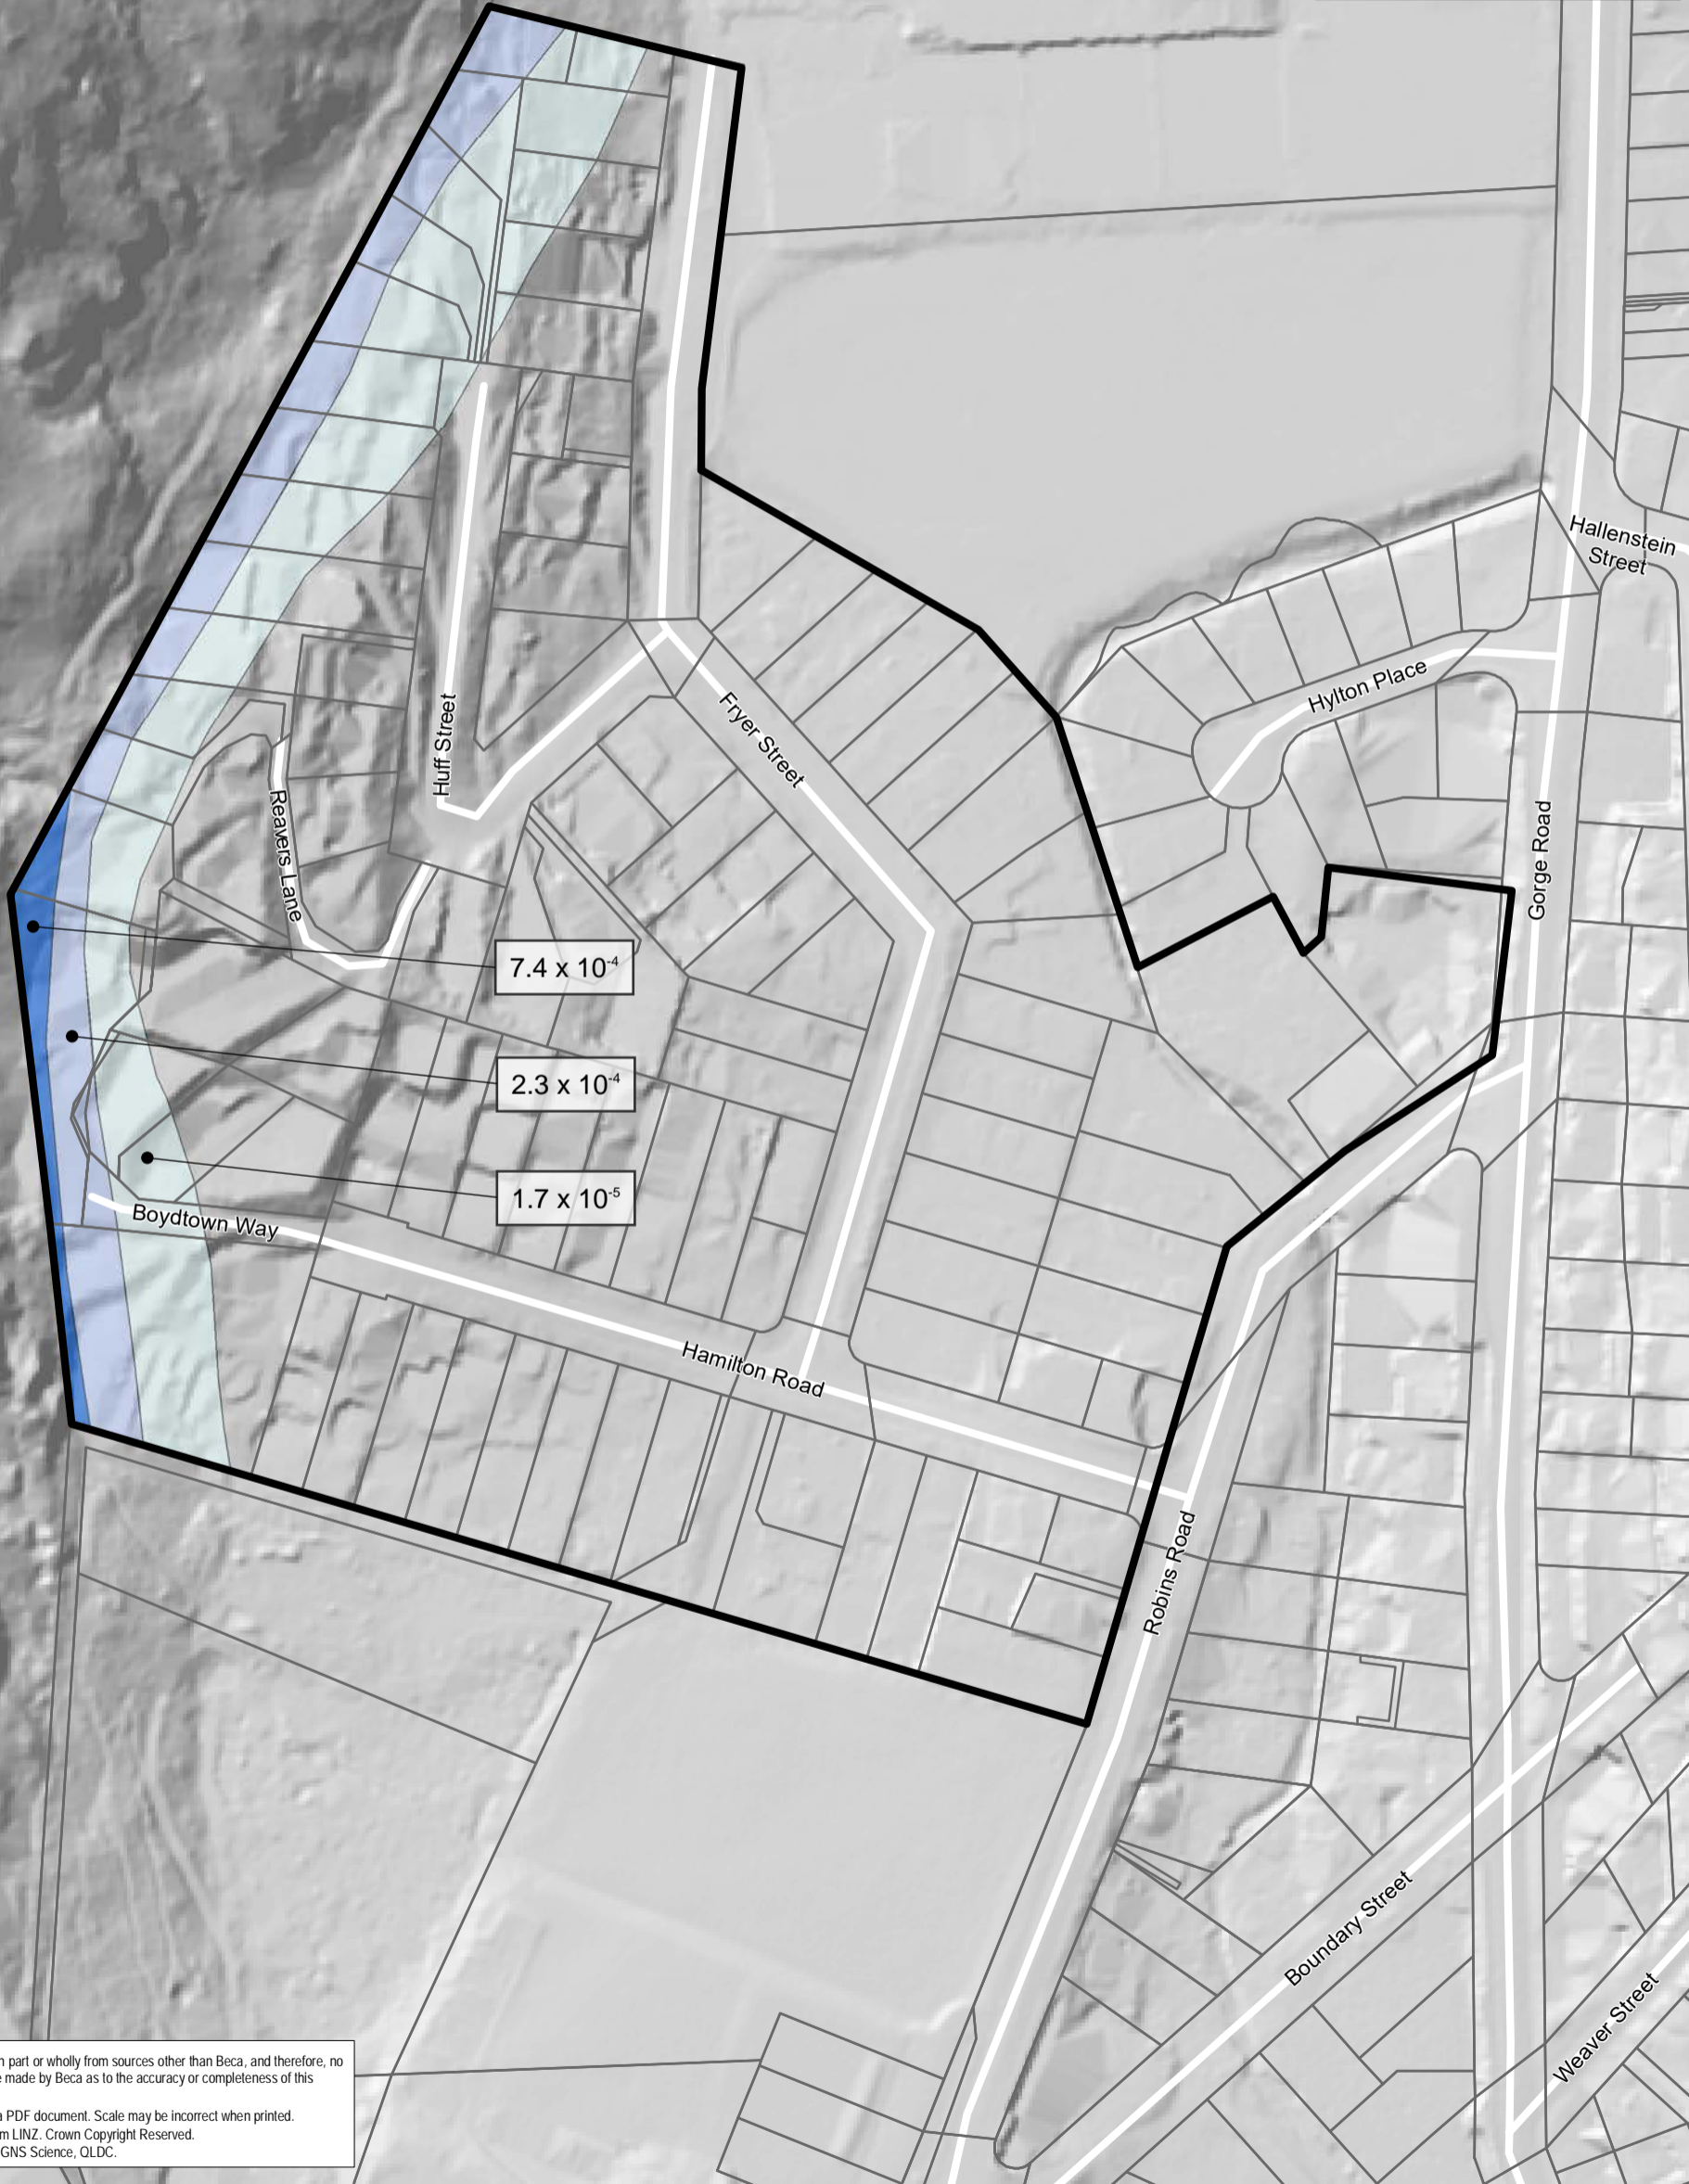 Hallenstein
Street
Hylton Place
Fryer Street
Huff Street
Reavers Lane
Gorge Road
7.4 x 10⁻⁴
2.3 x 10⁻⁴
1.7 x 10⁻⁵
Boydtown Way
Hamilton Road
Robins Road
Boundary Street
Weaver Street
n part or wholly from sources other than Beca, and therefore, no
e made by Beca as to the accuracy or completeness of this
a PDF document. Scale may be incorrect when printed.
m LINZ. Crown Copyright Reserved.
GNS Science, QLDC.